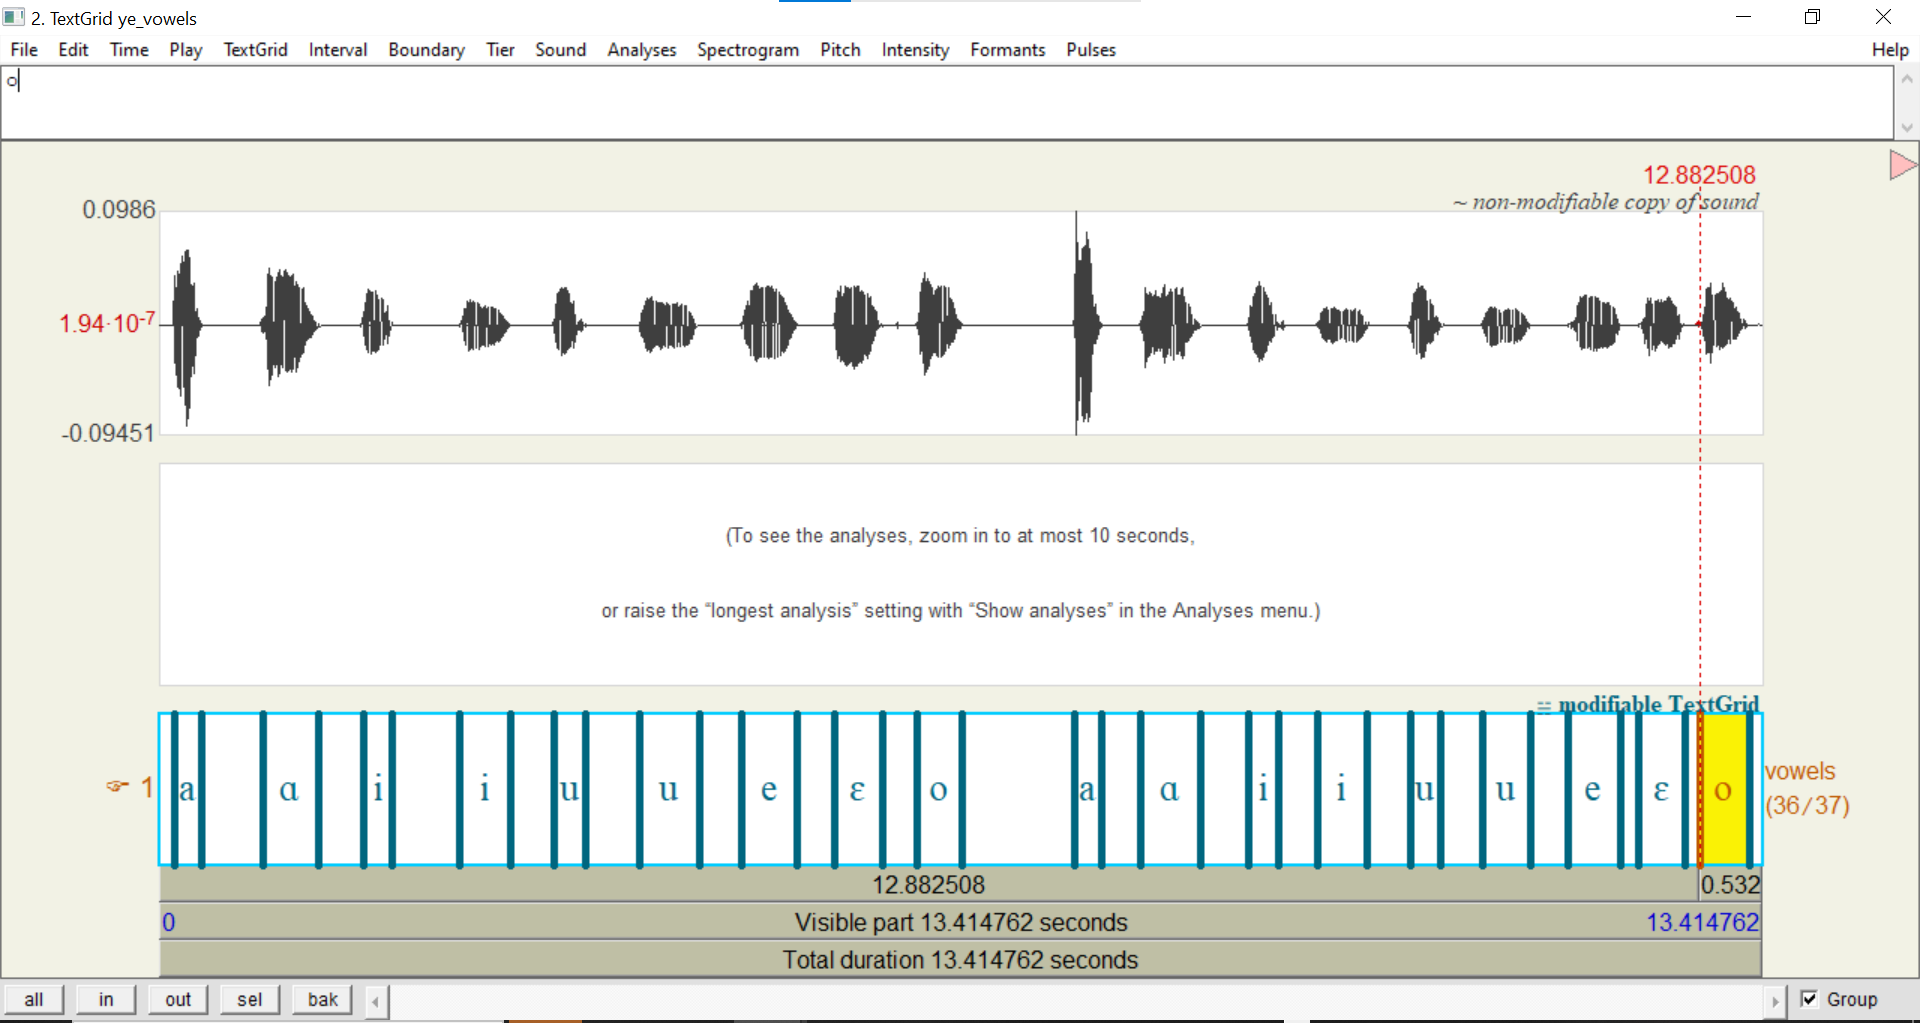 2. TextGrid ye_vowels
File Edit Time Play TextGrid Interval Boundary Tier Sound Analyses Spectrogram Pitch Intensity Formants Pulses Help
o
12.882508
~ non-modifiable copy of sound
0.0986
1.94·10-7
-0.09451
(To see the analyses, zoom in to at most 10 seconds,
or raise the “longest analysis” setting with “Show analyses” in the Analyses menu.)
modifiable TextGrid
☞ 1 a ɑ i i u u e ɛ o a ɑ i i u u e ɛ o vowels
(36/37)
12.882508 0.532
0 Visible part 13.414762 seconds 13.414762
Total duration 13.414762 seconds
all in out sel bak Group